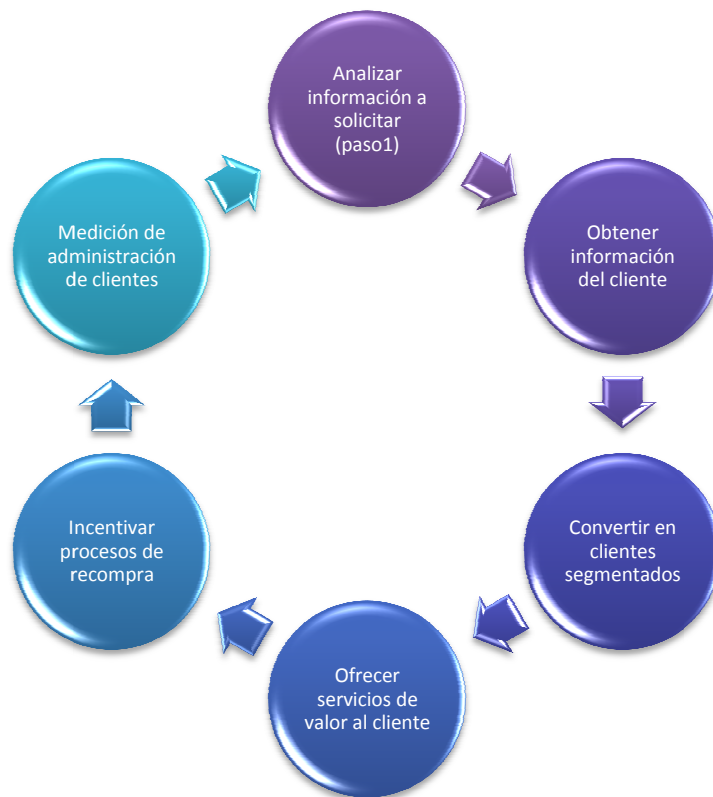 Analizar
información a
solicitar
(paso1)
Obtener
información
del cliente
Convertir en
clientes
segmentados
Ofrecer
servicios de
valor al cliente
Incentivar
procesos de
recompra
Medición de
administración
de clientes